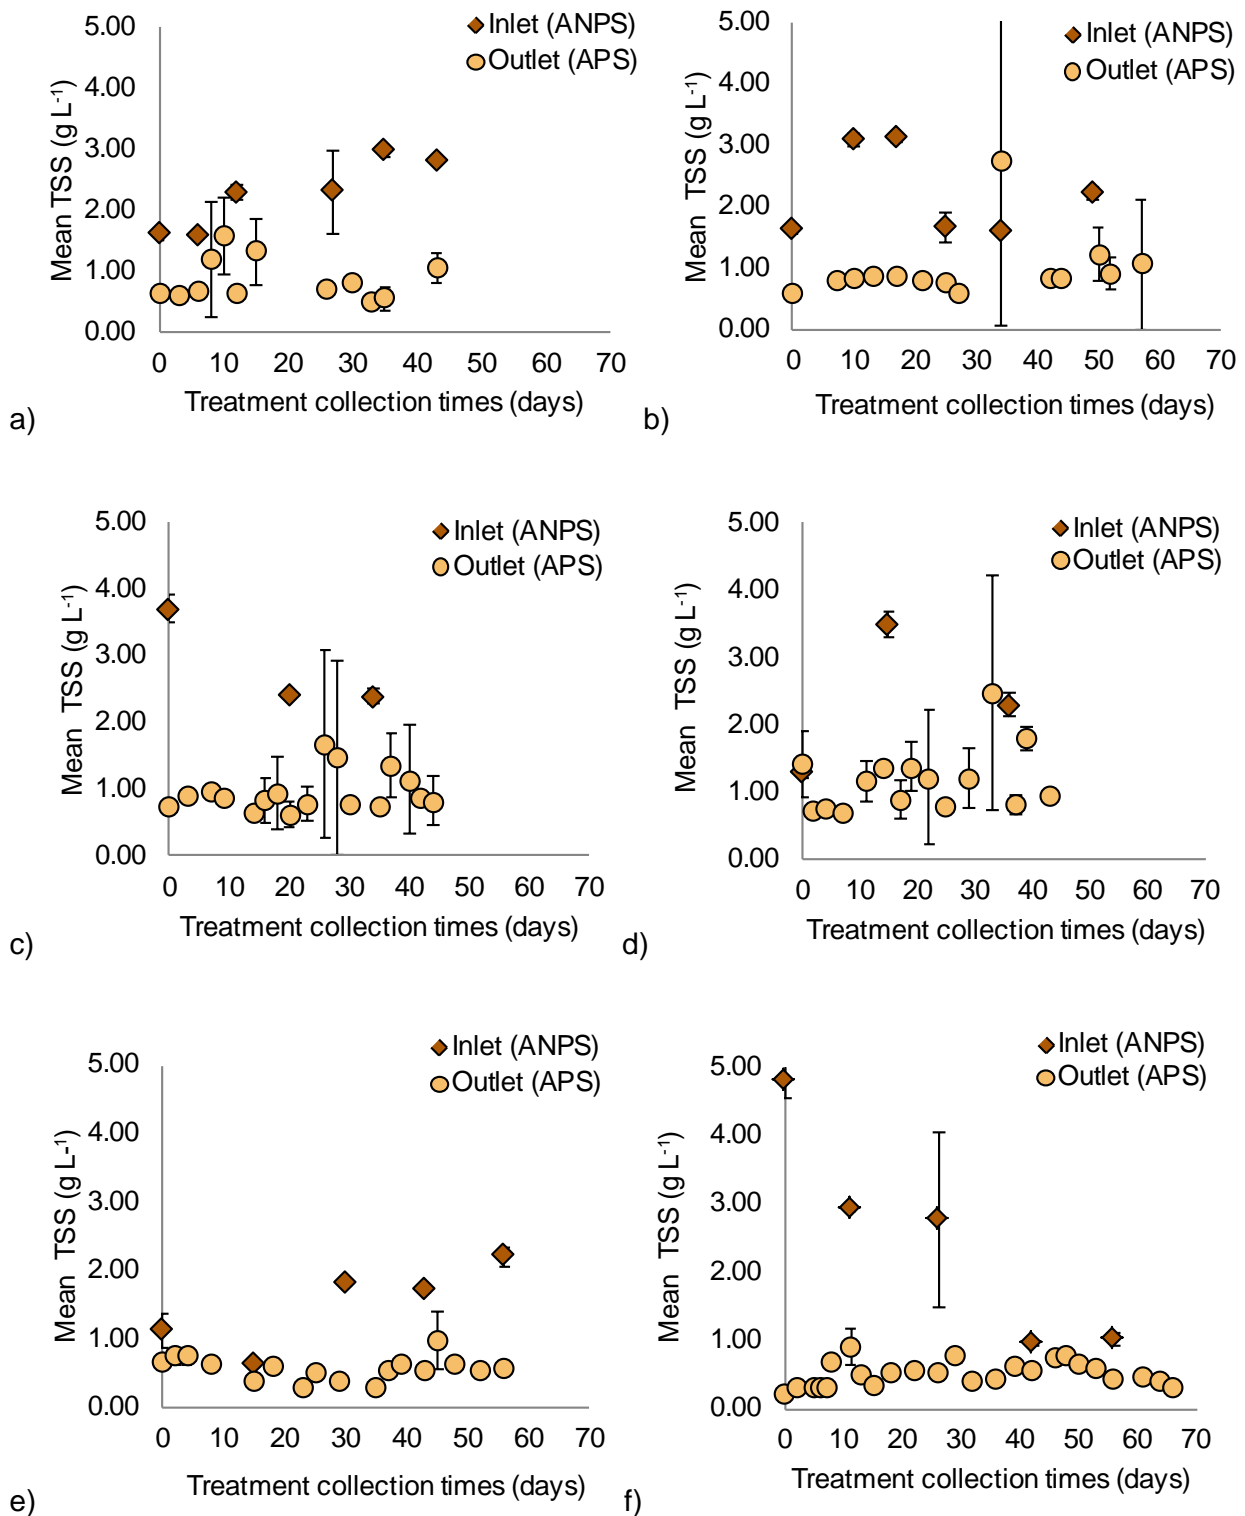 5.00
4.00
3.00
2.00
1.00
0.00
Mean TSS (g L⁻¹)
Inlet (ANPS)
Outlet (APS)
0 10 20 30 40 50 60 70
Treatment collection times (days)
a)
5.00
4.00
3.00
2.00
1.00
0.00
Mean TSS (g L⁻¹)
Inlet (ANPS)
Outlet (APS)
0 10 20 30 40 50 60 70
Treatment collection times (days)
b)
5.00
4.00
3.00
2.00
1.00
0.00
Mean TSS (g L⁻¹)
Inlet (ANPS)
Outlet (APS)
0 10 20 30 40 50 60 70
Treatment collection times (days)
c)
5.00
4.00
3.00
2.00
1.00
0.00
Mean TSS (g L⁻¹)
Inlet (ANPS)
Outlet (APS)
0 10 20 30 40 50 60 70
Treatment collection times (days)
d)
5.00
4.00
3.00
2.00
1.00
0.00
Mean TSS (g L⁻¹)
Inlet (ANPS)
Outlet (APS)
0 10 20 30 40 50 60 70
Treatment collection times (days)
e)
5.00
4.00
3.00
2.00
1.00
0.00
Mean TSS (g L⁻¹)
Inlet (ANPS)
Outlet (APS)
0 10 20 30 40 50 60 70
Treatment collection times (days)
f)